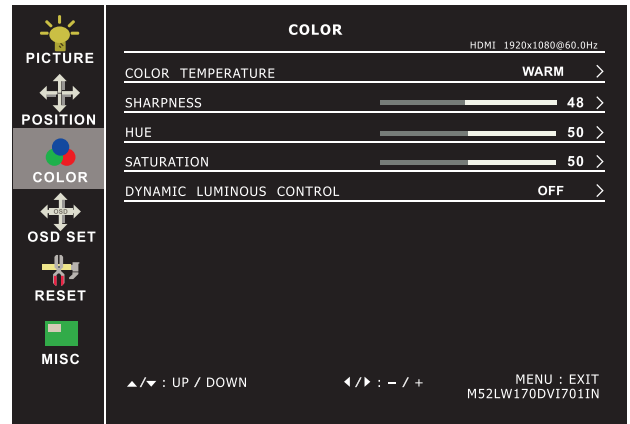 PICTURE
POSITION
COLOR
OSD
OSD SET
RESET
MISC
COLOR
HDMI 1920x1080@60.0Hz
COLOR TEMPERATURE WARM >
SHARPNESS 48 >
HUE 50 >
SATURATION 50 >
DYNAMIC LUMINOUS CONTROL OFF >
▲/▼ : UP / DOWN ◀/▶ : – / + MENU : EXIT
M52LW170DVI701IN